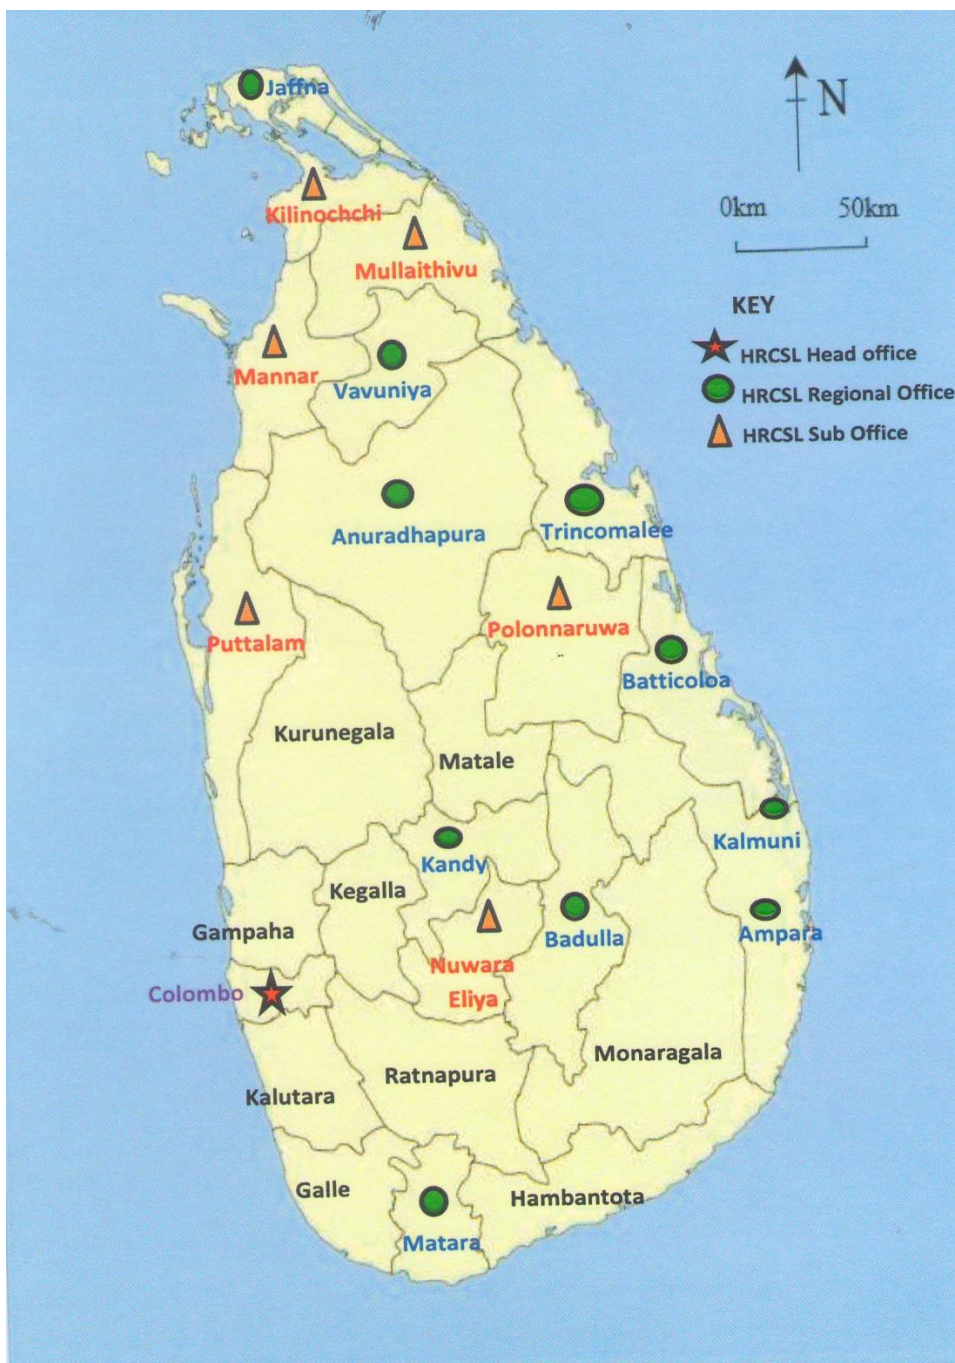 Jaffna
N
Kilinochchi
0km 50km
Mullaithivu
KEY
HRCSL Head office
Mannar
Vavuniya
HRCSL Regional Office
HRCSL Sub Office
Anuradhapura
Trincomalee
Puttalam
Polonnaruwa
Batticoloa
Kurunegala
Matale
Kalmuni
Kandy
Kegalla
Gampaha
Badulla
Ampara
Nuwara
Eliya
Colombo
Monaragala
Ratnapura
Kalutara
Galle
Hambantota
Matara